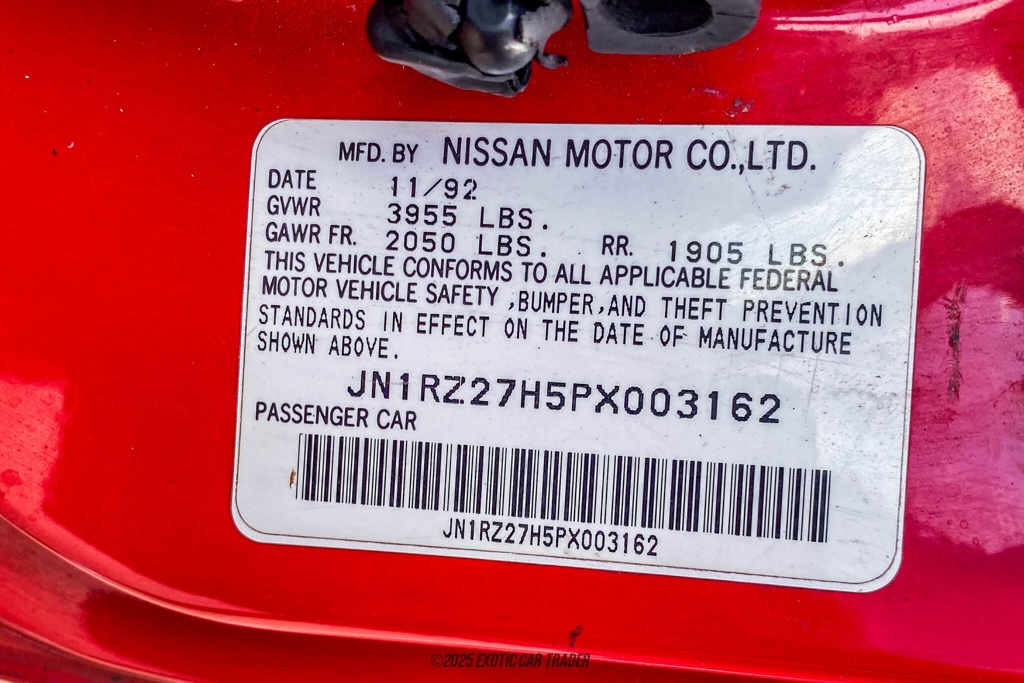 MFD. BY NISSAN MOTOR CO.,LTD.
DATE 11/92
GVWR 3955 LBS.
GAWR FR. 2050 LBS. RR. 1905 LBS.
THIS VEHICLE CONFORMS TO ALL APPLICABLE FEDERAL
MOTOR VEHICLE SAFETY ,BUMPER,AND THEFT PREVENTION
STANDARDS IN EFFECT ON THE DATE OF MANUFACTURE
SHOWN ABOVE.
JN1RZ27H5PX003162
PASSENGER CAR
JN1RZ27H5PX003162
©2025 EXOTIC CAR TRADER